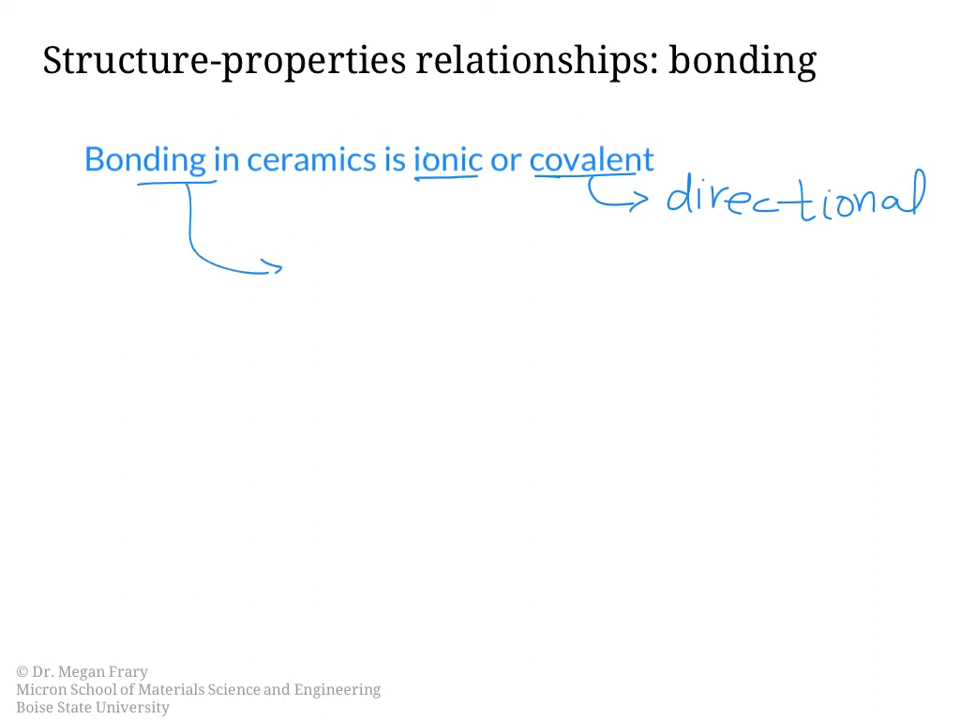 Structure-properties relationships: bonding
Bonding in ceramics is ionic or covalent
directional
© Dr. Megan Frary
Micron School of Materials Science and Engineering
Boise State University